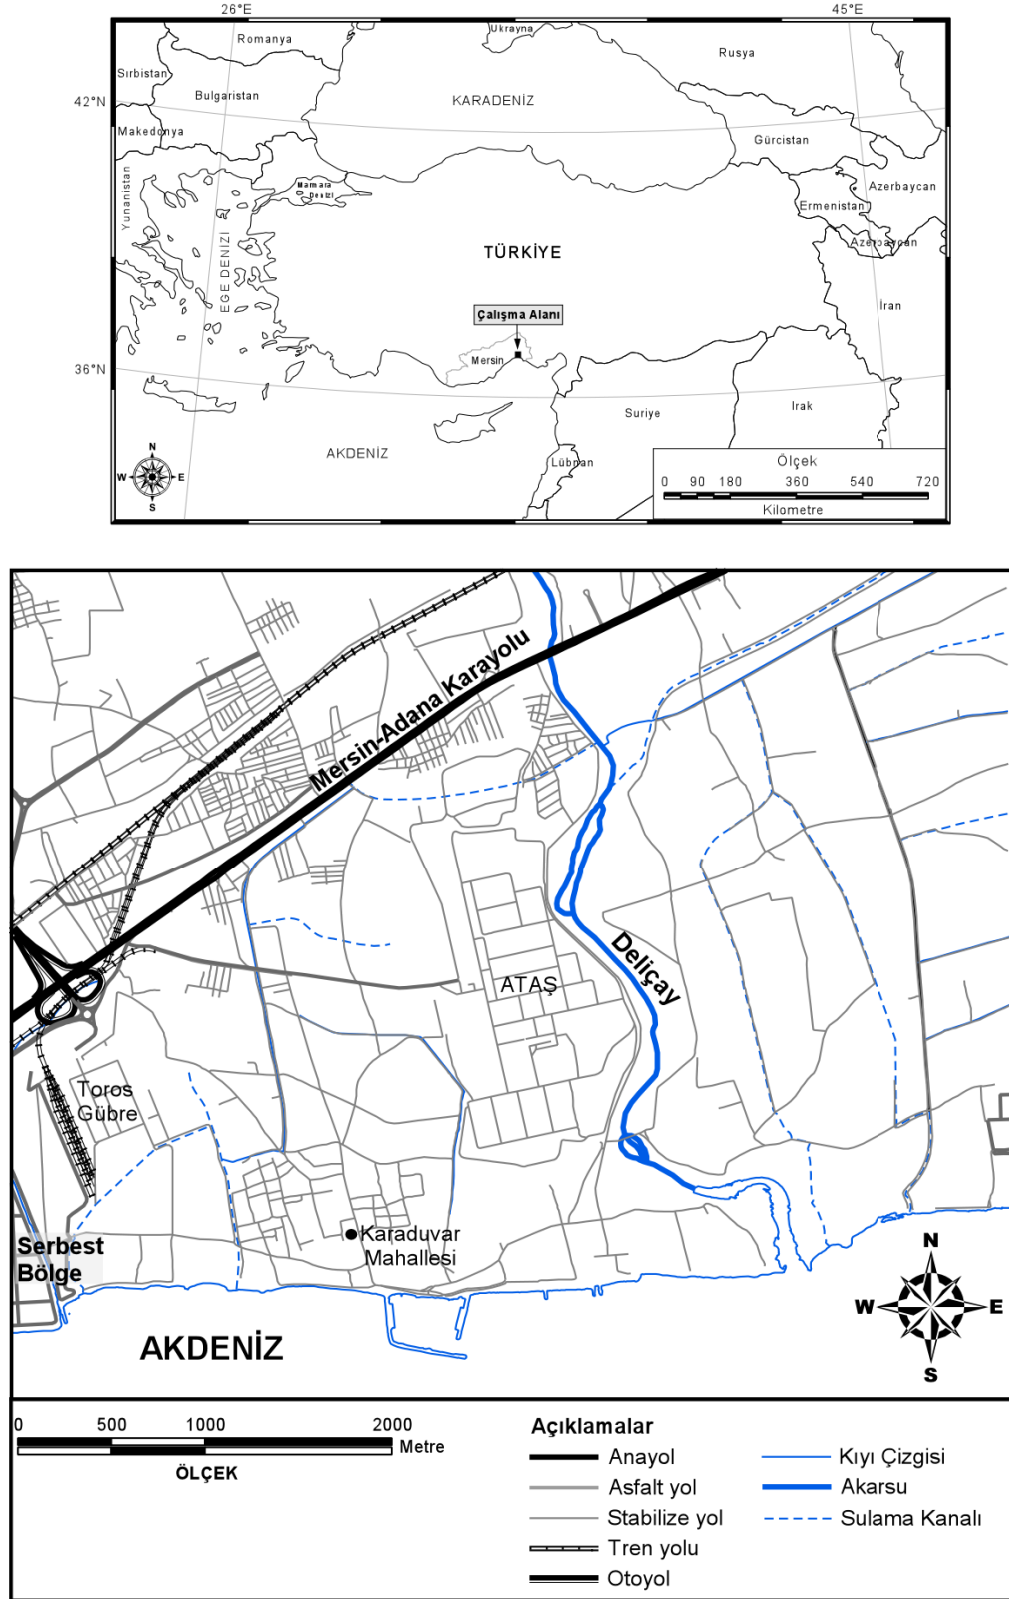 26°E
45°E
Ukrayna
Romanya
Rusya
Sırbistan
Bulgaristan
42°N
KARADENİZ
Makedonya
Gürcistan
Marmara
Denizi
Yunanistan
Azerbaycan
Ermenistan
EGE DENİZİ
Azerbaycan
TÜRKİYE
İran
Çalışma Alanı
Mersin
36°N
Suriye
Irak
AKDENİZ
Lübnan
N
W
E
S
Ölçek
0 90 180 360 540 720
Kilometre
Mersin-Adana Karayolu
Deliçay
ATAŞ
Toros
Gübre
Karaduvar
Mahallesi
Serbest
Bölge
AKDENİZ
N
W
E
S
0 500 1000 2000
Metre
ÖLÇEK
Açıklamalar
Anayol
Asfalt yol
Stabilize yol
Tren yolu
Otoyol
Kıyı Çizgisi
Akarsu
Sulama Kanalı